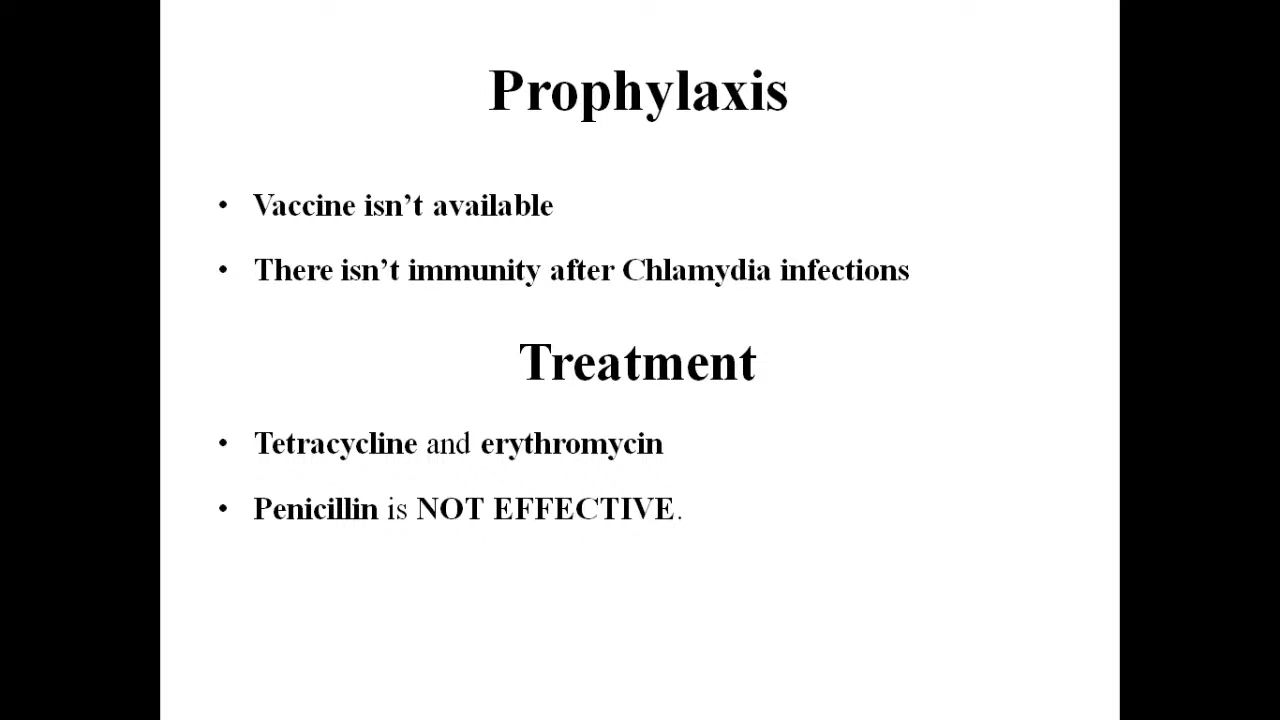 Prophylaxis
• Vaccine isn’t available
• There isn’t immunity after Chlamydia infections
Treatment
• Tetracycline and erythromycin
• Penicillin is NOT EFFECTIVE.